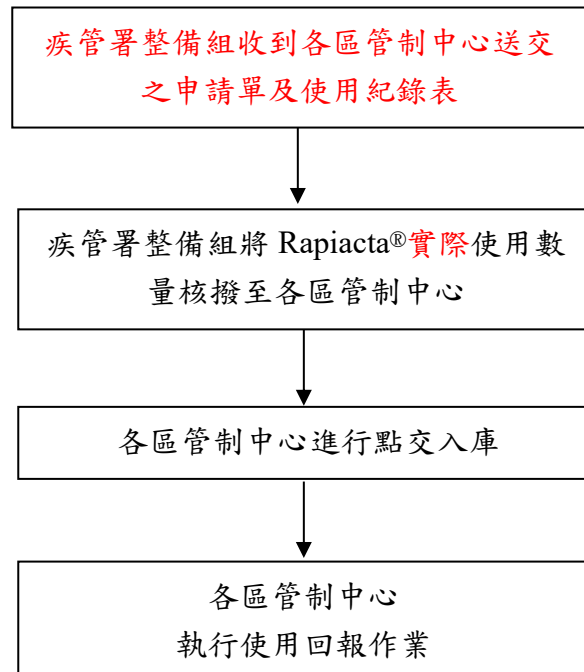 疾管署整備組收到各區管制中心送交
之申請單及使用紀錄表
疾管署整備組將 Rapiacta®實際使用數
量核撥至各區管制中心
各區管制中心進行點交入庫
各區管制中心
執行使用回報作業